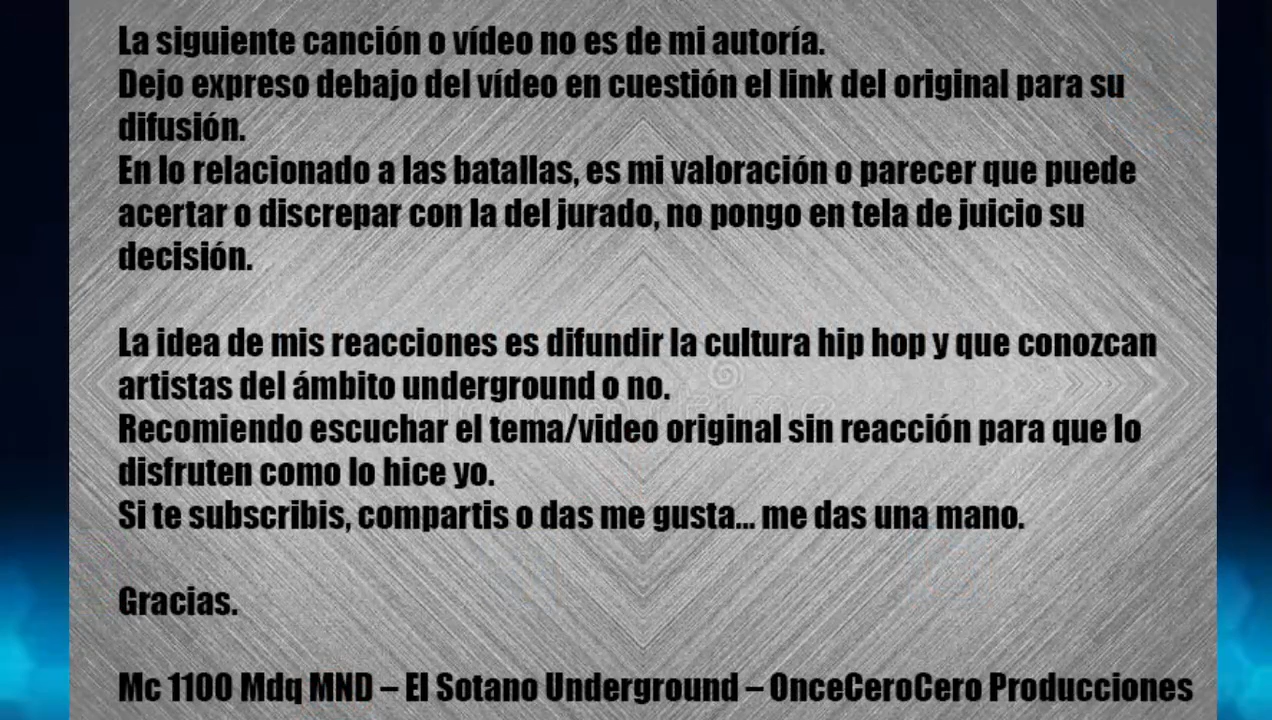 La siguiente canción o vídeo no es de mi autoría.
Dejo expreso debajo del vídeo en cuestión el link del original para su
difusión.
En lo relacionado a las batallas, es mi valoración o parecer que puede
acertar o discrepar con la del jurado, no pongo en tela de juicio su
decisión.
La idea de mis reacciones es difundir la cultura hip hop y que conozcan
artistas del ámbito underground o no.
Recomiendo escuchar el tema/video original sin reacción para que lo
disfruten como lo hice yo.
Si te subscribis, compartis o das me gusta... me das una mano.
Gracias.
Mc 1100 Mdq MND – El Sotano Underground – OnceCeroCero Producciones